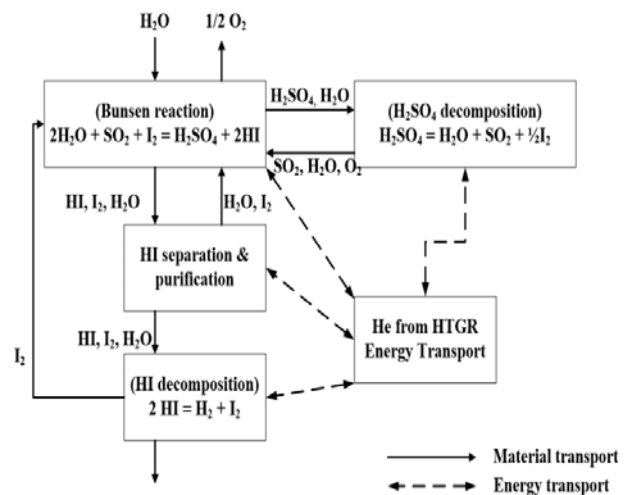 H₂O
1/2 O₂
(Bunsen reaction)
2H₂O + SO₂ + I₂ = H₂SO₄ + 2HI
H₂SO₄, H₂O
(H₂SO₄ decomposition)
H₂SO₄ = H₂O + SO₂ + ½I₂
SO₂, H₂O, O₂
HI, I₂, H₂O
H₂O, I₂
HI separation &
purification
He from HTGR
Energy Transport
HI, I₂, H₂O
I₂
(HI decomposition)
2 HI = H₂ + I₂
Material transport
Energy transport